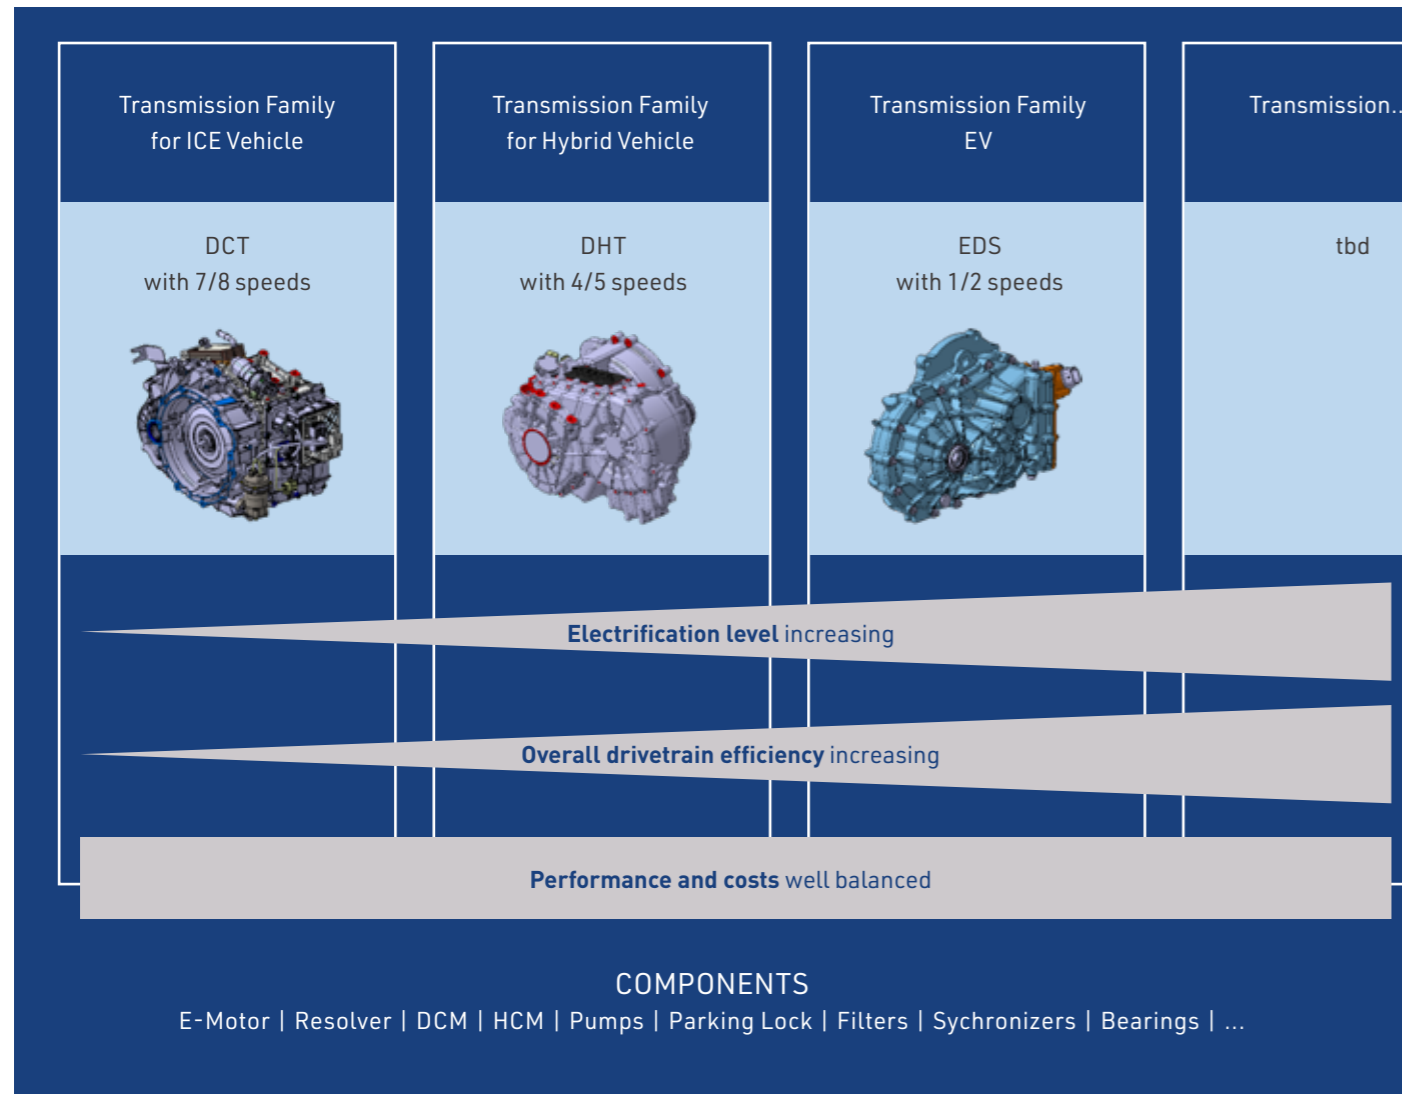 Transmission Family
for ICE Vehicle
Transmission Family
for Hybrid Vehicle
Transmission Family
EV
Transmission..
DCT
with 7/8 speeds
DHT
with 4/5 speeds
EDS
with 1/2 speeds
tbd
Electrification level increasing
Overall drivetrain efficiency increasing
Performance and costs well balanced
COMPONENTS
E-Motor | Resolver | DCM | HCM | Pumps | Parking Lock | Filters | Sychronizers | Bearings | ...